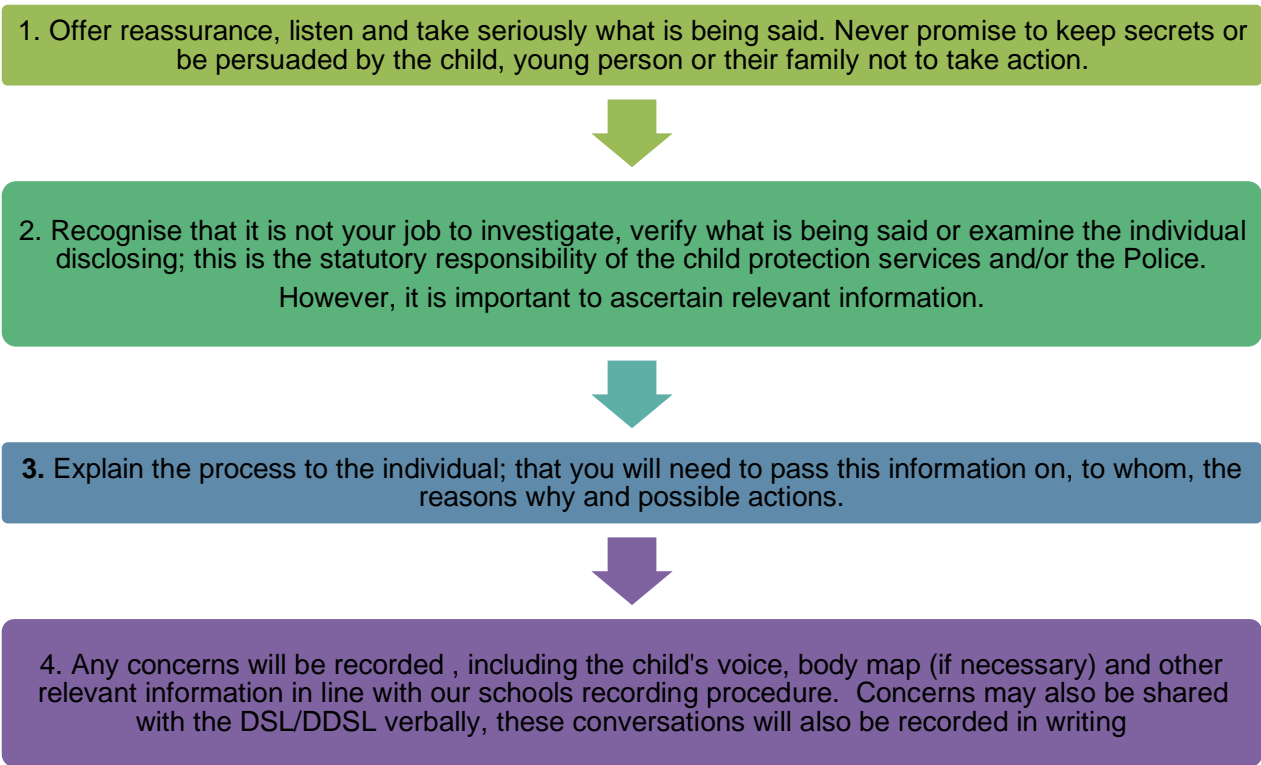 1. Offer reassurance, listen and take seriously what is being said. Never promise to keep secrets or
be persuaded by the child, young person or their family not to take action.
2. Recognise that it is not your job to investigate, verify what is being said or examine the individual
disclosing; this is the statutory responsibility of the child protection services and/or the Police.
However, it is important to ascertain relevant information.
3. Explain the process to the individual; that you will need to pass this information on, to whom, the
reasons why and possible actions.
4. Any concerns will be recorded , including the child's voice, body map (if necessary) and other
relevant information in line with our schools recording procedure.  Concerns may also be shared
with the DSL/DDSL verbally, these conversations will also be recorded in writing